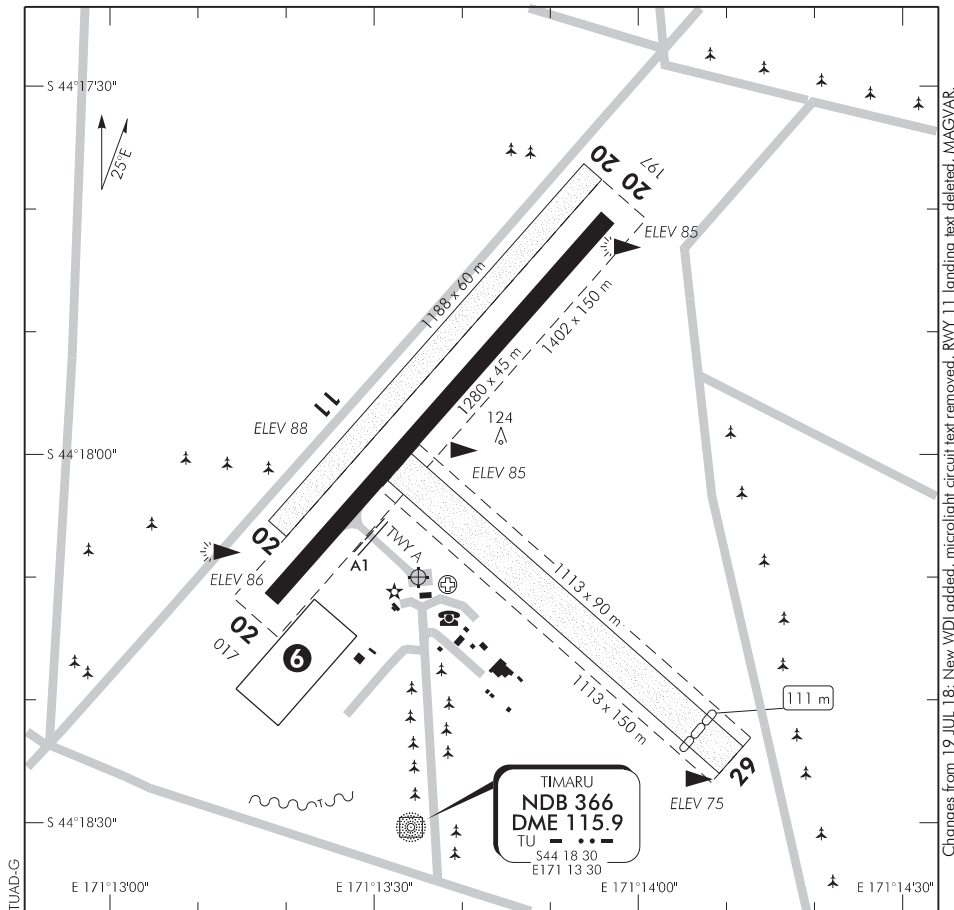 S 44°17'30"
25°E
20
20
197
ELEV 85
1188 x 60 m
1402 x 150 m
1280 x 45 m
11
ELEV 88
124
S 44°18'00"
ELEV 85
02
TWY A
A1
ELEV 86
1113 x 90 m
02
017
6
1113 x 150 m
111 m
29
ELEV 75
TIMARU
NDB 366
DME 115.9
TU
S44 18 30
E171 13 30
S 44°18'30"
E 171°13'00"
E 171°13'30"
E 171°14'00"
E 171°14'30"
TUAD-G
Changes from 19 JUL 18: New WDI added, microlight circuit text removed, RWY 11 landing text deleted, MAGVAR.